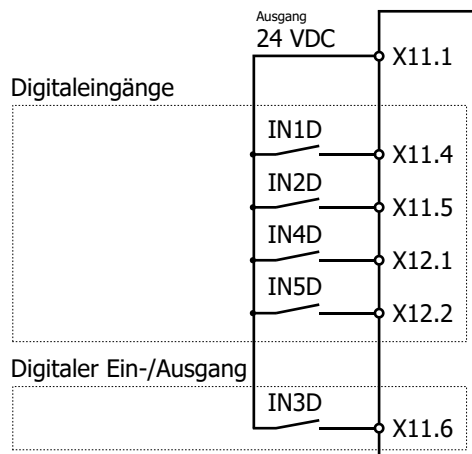 Ausgang
24 VDC
X11.1
Digitaleingänge
IN1D
X11.4
IN2D
X11.5
IN4D
X12.1
IN5D
X12.2
Digitaler Ein-/Ausgang
IN3D
X11.6